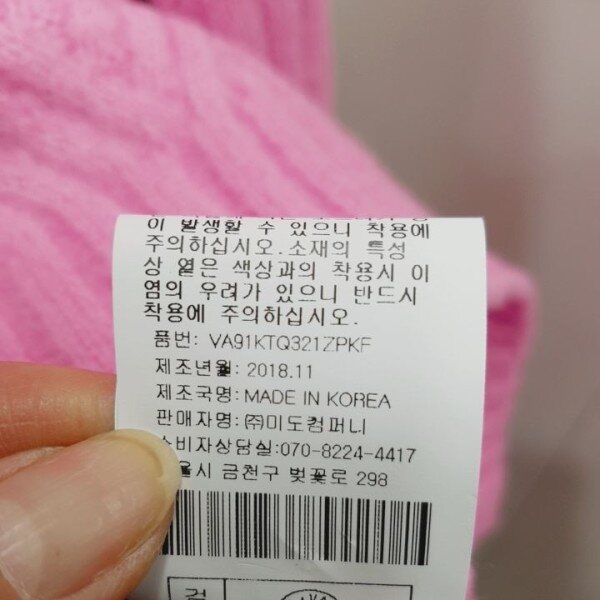 이 발생할 수 있으니 착용에
주의하십시오.소재의 특성
상 옅은 색상과의 착용시 이
염의 우려가 있으니 반드시
착용에 주의하십시오.
품번: VA91KTQ321ZPKF
제조년월: 2018.11
제조국명: MADE IN KOREA
판매자명: ㈜미도컴퍼니
소비자상담실:070-8224-4417
울시 금천구 벚꽃로 298